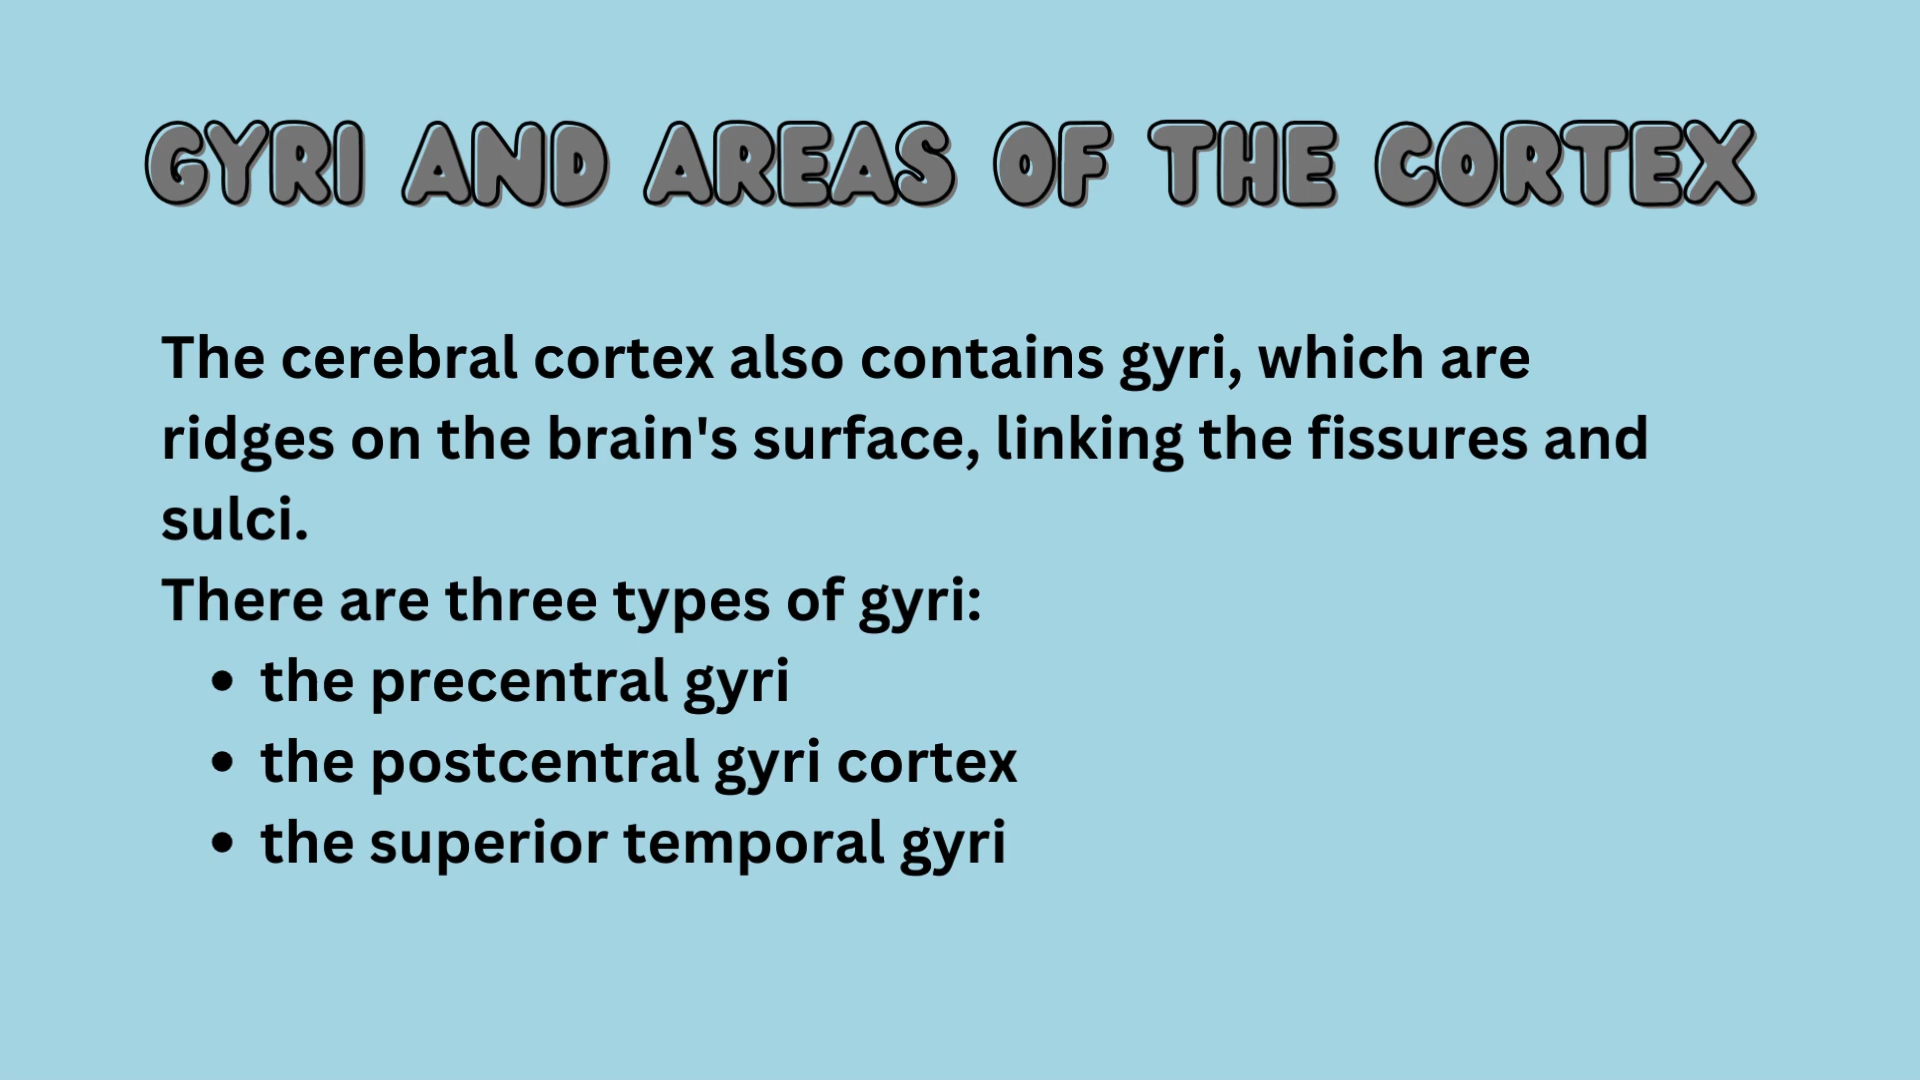 GYRI AND AREAS OF THE CORTEX
The cerebral cortex also contains gyri, which are
ridges on the brain's surface, linking the fissures and
sulci.
There are three types of gyri:
• the precentral gyri
• the postcentral gyri cortex
• the superior temporal gyri